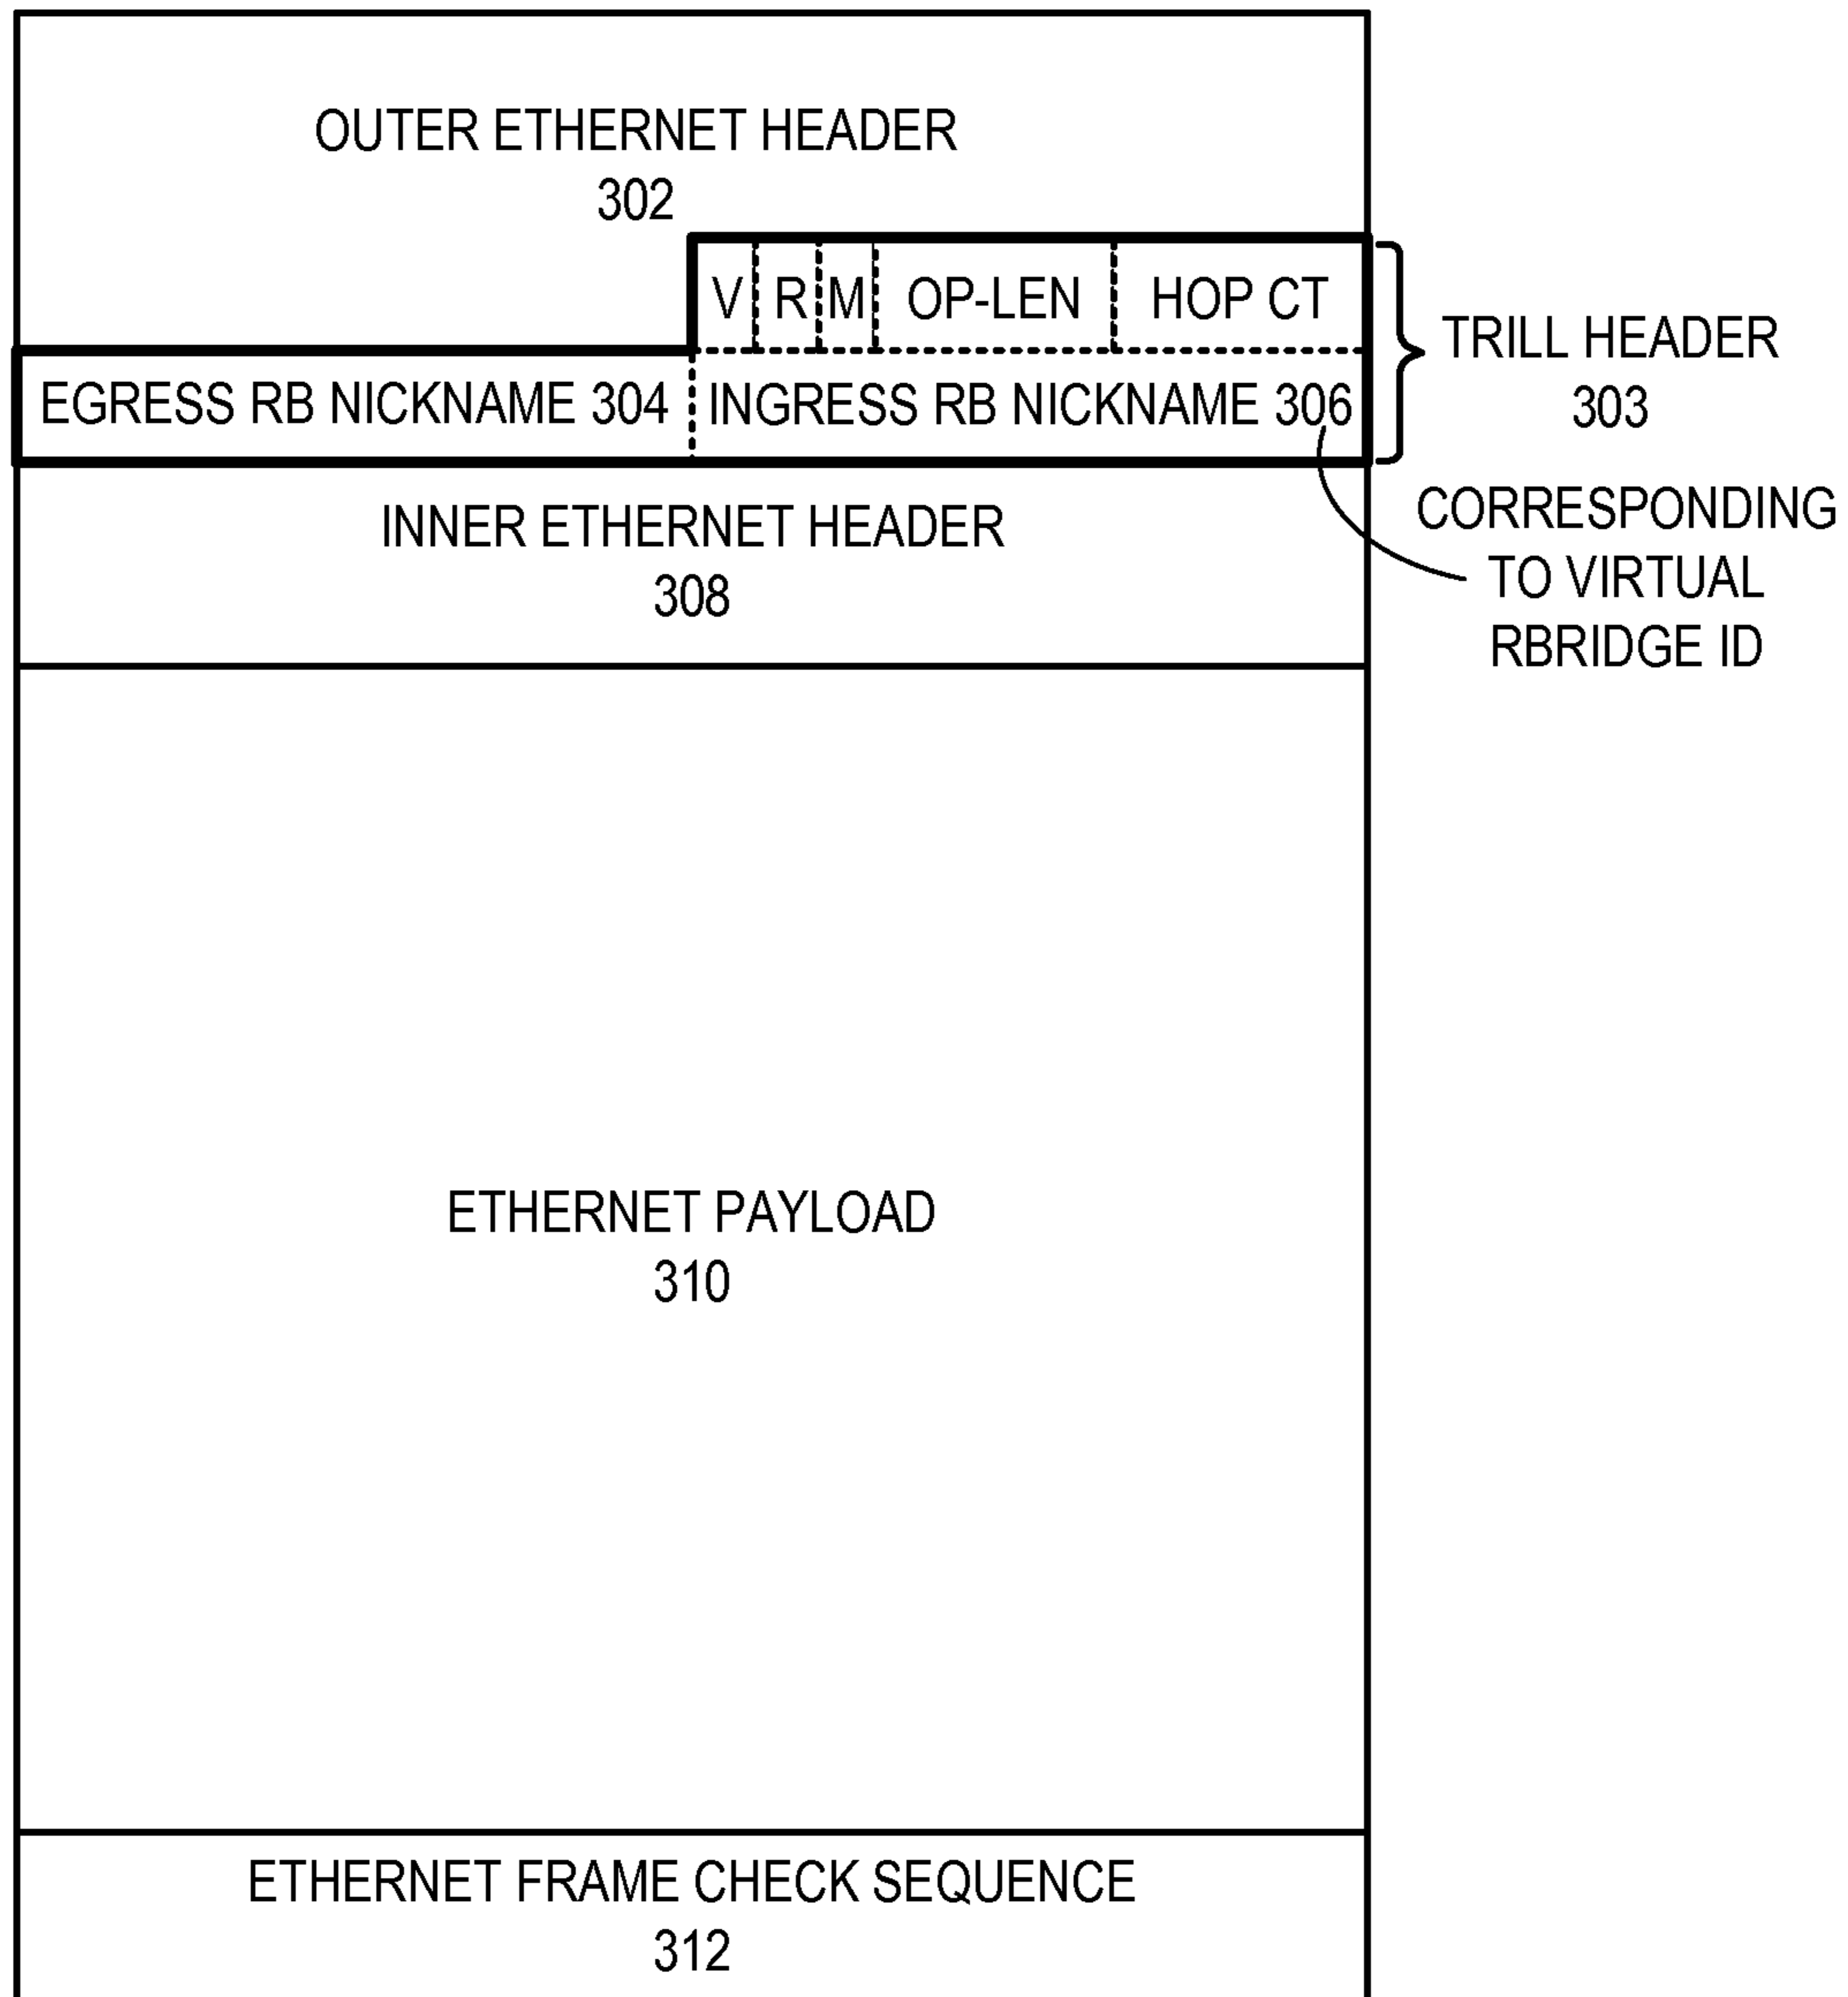 OUTER ETHERNET HEADER
302
V R M OP-LEN HOP CT
TRILL HEADER
303
EGRESS RB NICKNAME 304 INGRESS RB NICKNAME 306
CORRESPONDING
TO VIRTUAL
RBRIDGE ID
INNER ETHERNET HEADER
308
ETHERNET PAYLOAD
310
ETHERNET FRAME CHECK SEQUENCE
312